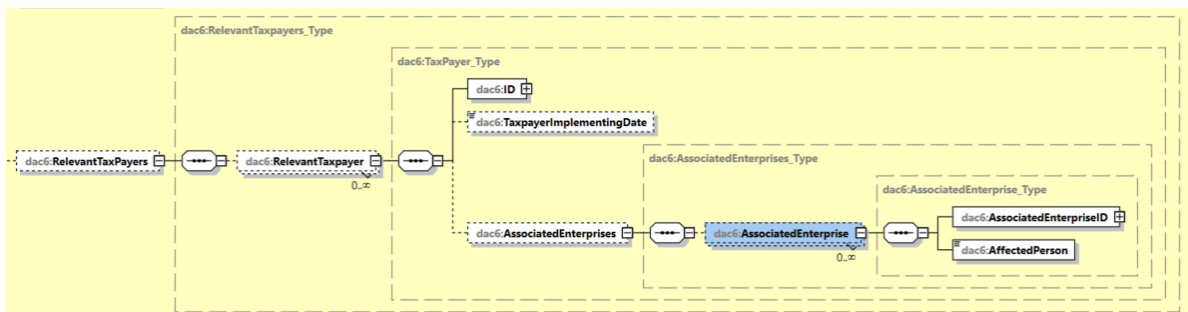 dac6:RelevantTaxpayers_Type
dac6:TaxPayer_Type
dac6:ID
dac6:TaxpayerImplementingDate
dac6:AssociatedEnterprises_Type
dac6:RelevantTaxPayers
dac6:RelevantTaxpayer
0..∞
dac6:AssociatedEnterprise_Type
dac6:AssociatedEnterpriseID
dac6:AssociatedEnterprises
dac6:AssociatedEnterprise
dac6:AffectedPerson
0..∞